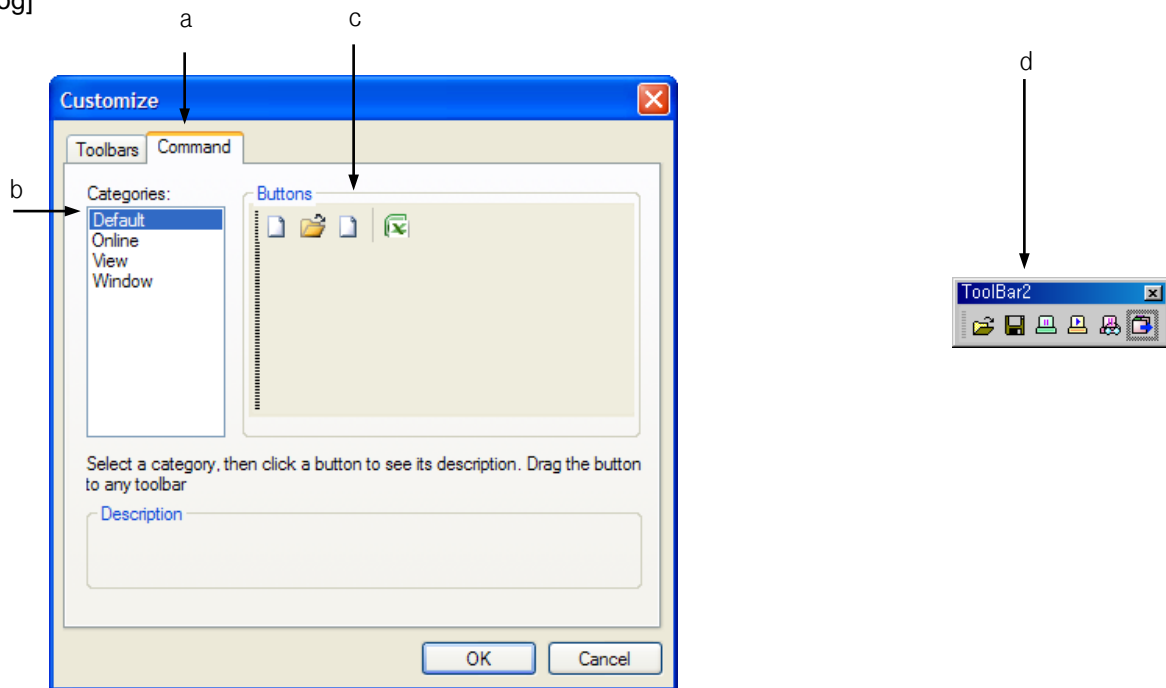 og]
a
c
d
Customize
Toolbars Command
b
Categories:
Buttons
Default
Online
View
Window
ToolBar2
Select a category, then click a button to see its description. Drag the button
to any toolbar
Description
OK Cancel